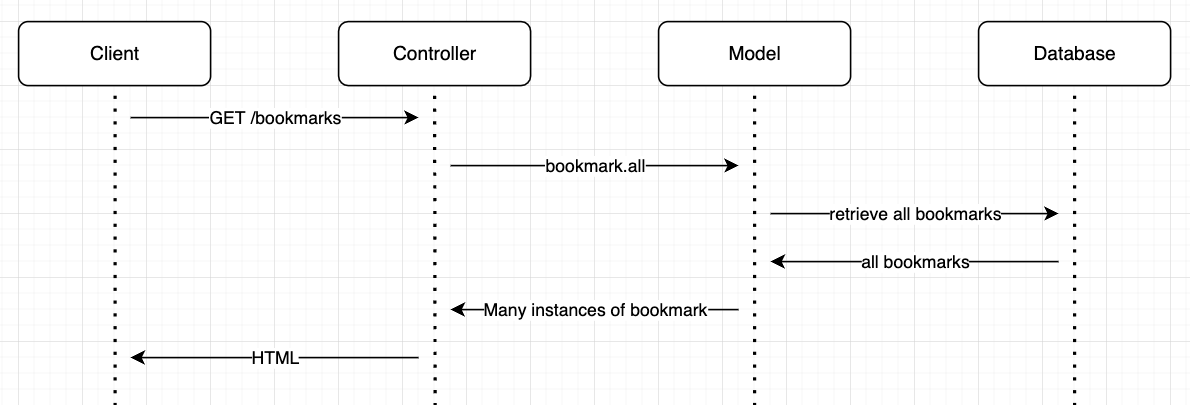 Client
Controller
Model
Database
GET /bookmarks
bookmark.all
retrieve all bookmarks
all bookmarks
Many instances of bookmark
HTML